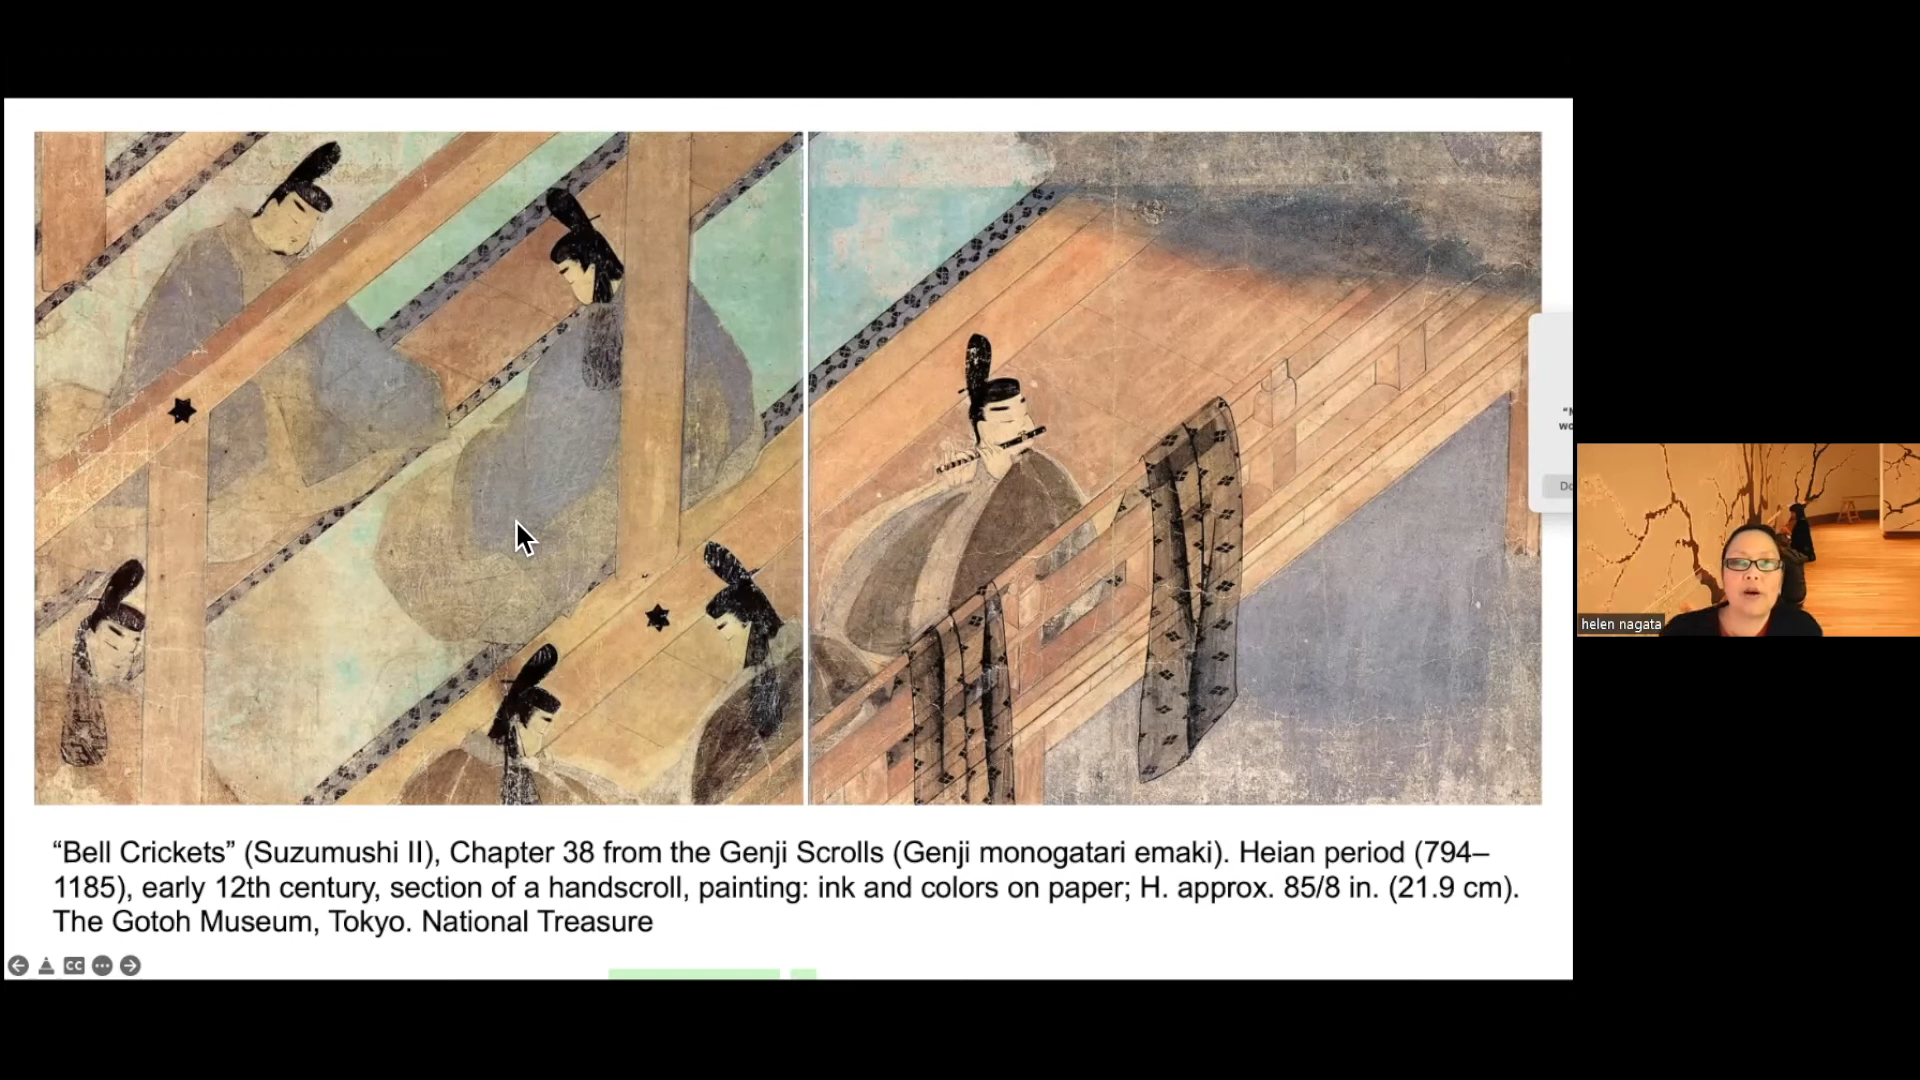 “Bell Crickets” (Suzumushi II), Chapter 38 from the Genji Scrolls (Genji monogatari emaki). Heian period (794–
1185), early 12th century, section of a handscroll, painting: ink and colors on paper; H. approx. 85/8 in. (21.9 cm).
The Gotoh Museum, Tokyo. National Treasure
CC
helen nagata